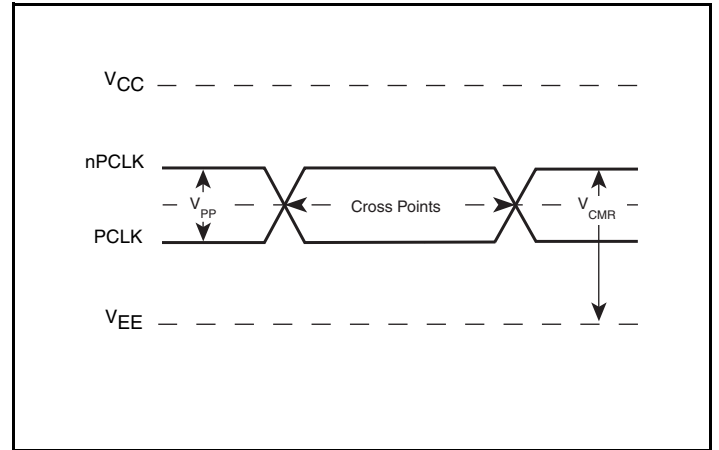 VCC
nPCLK
VPP
Cross Points
VCMR
PCLK
VEE